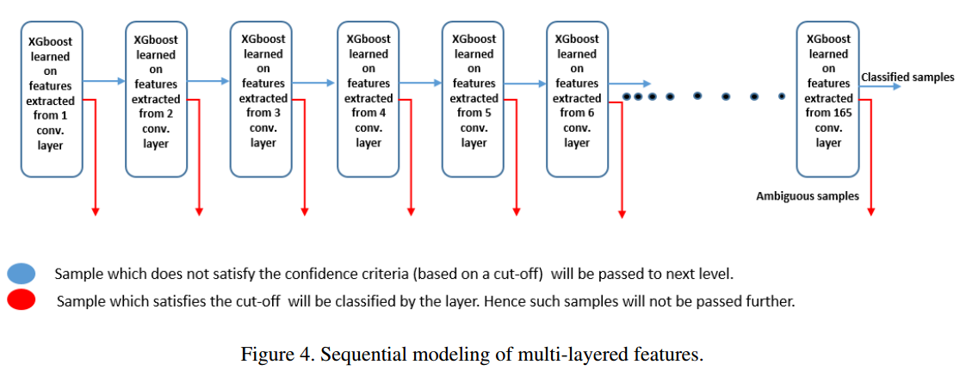 XGboost
learned
on
features
extracted
from 1
conv.
layer
XGboost
learned
on
features
extracted
from 2
conv.
layer
XGboost
learned
on
features
extracted
from 3
conv.
layer
XGboost
learned
on
features
extracted
from 4
conv.
layer
XGboost
learned
on
features
extracted
from 5
conv.
layer
XGboost
learned
on
features
extracted
from 6
conv.
layer
XGboost
learned
on
features
extracted
from 165
conv.
layer
Classified samples
Ambiguous samples
Sample which does not satisfy the confidence criteria (based on a cut-off) will be passed to next level.
Sample which satisfies the cut-off will be classified by the layer. Hence such samples will not be passed further.
Figure 4. Sequential modeling of multi-layered features.